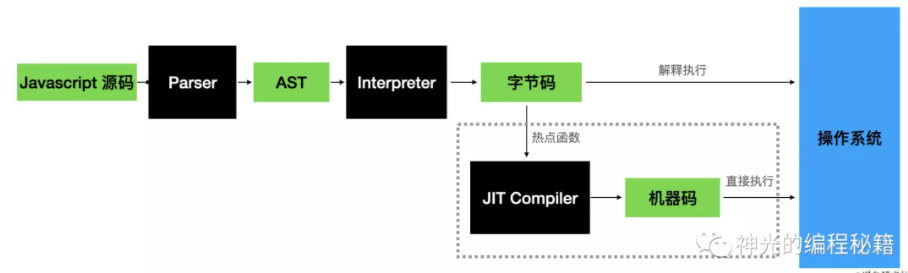 Javascript 源码
Parser
AST
Interpreter
字节码
解释执行
操作系统
热点函数
JIT Compiler
机器码
直接执行
神光的编程秘籍